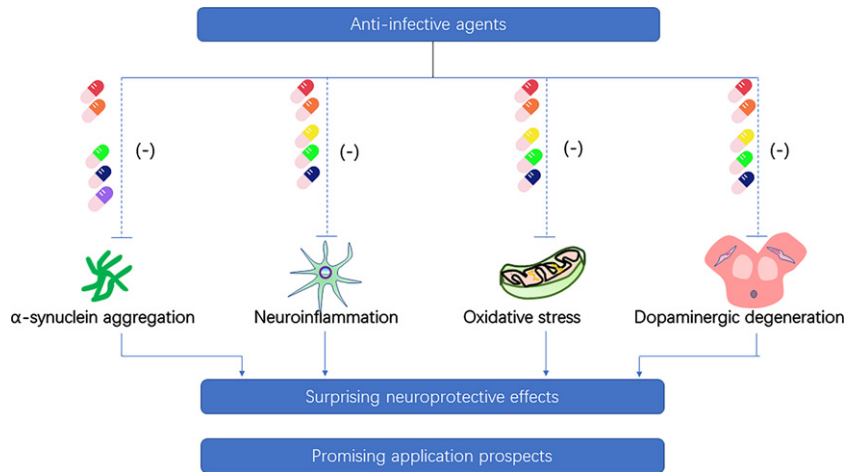 Anti-infective agents
(-)
(-)
(-)
(-)
α-synuclein aggregation
Neuroinflammation
Oxidative stress
Dopaminergic degeneration
Surprising neuroprotective effects
Promising application prospects